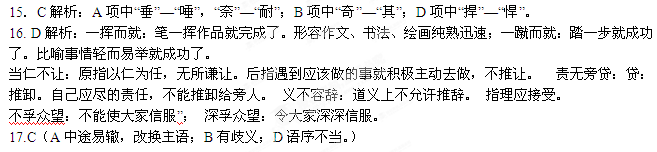 15．C 解析：A 项中“垂”—“唾”，“奈”—“耐”；B 项中“奇”—“其”；D 项中“捍”—“悍”。
16. D 解析：一挥而就：笔一挥作品就完成了。形容作文、书法、绘画纯熟迅速；一蹴而就：踏一步就成功
了。比喻事情轻而易举就成功了。
当仁不让：原指以仁为任，无所谦让。后指遇到应该做的事就积极主动去做，不推让。 责无旁贷：贷：
推卸。自己应尽的责任，不能推卸给旁人。 义不容辞：道义上不允许推辞。 指理应接受。
不孚众望：不能使大家信服”； 深孚众望：令大家深深信服。
17.C（A 中途易辙，改换主语；B 有歧义；D 语序不当。）